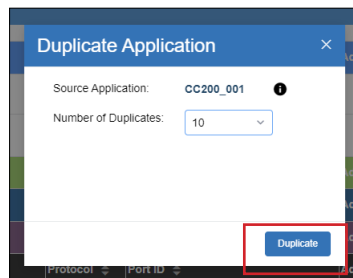 Duplicate Application
Source Application: CC200_001
Number of Duplicates: 10
Duplicate
Protocol Port ID